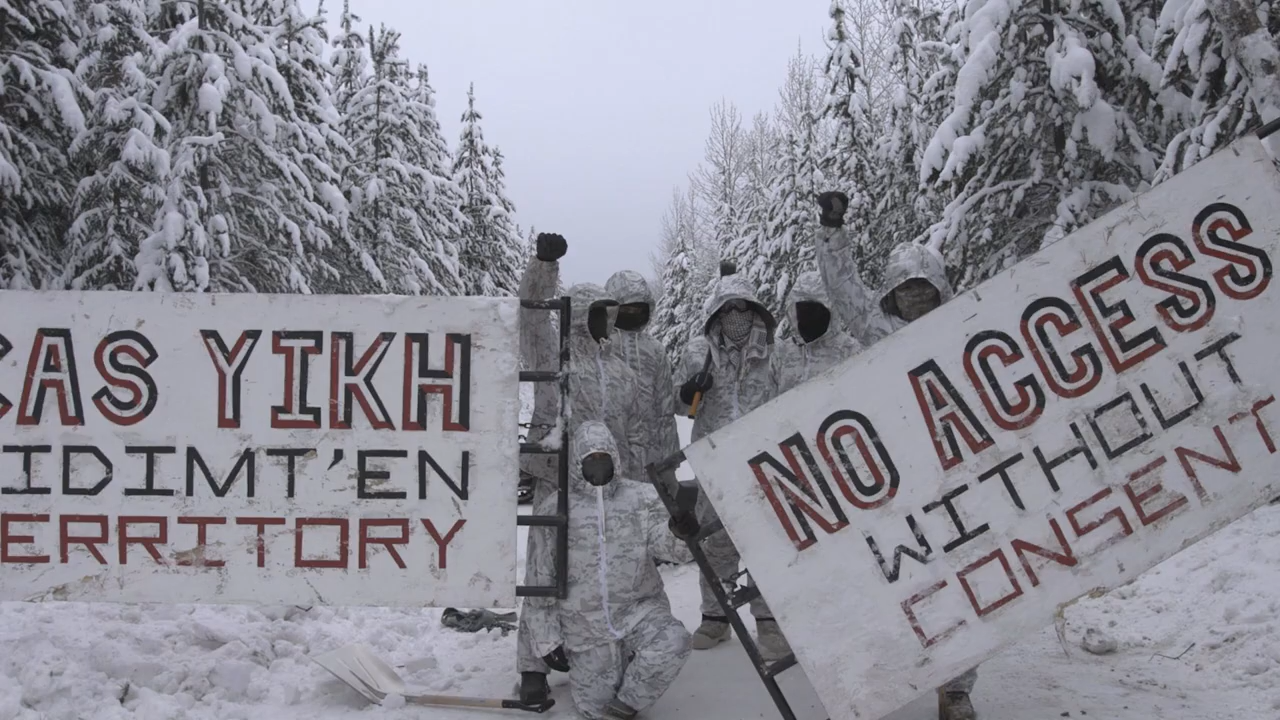 CAS YIKH
IDIMT'EN
ERRITORY
NO ACCESS
WITHOUT
CONSENT